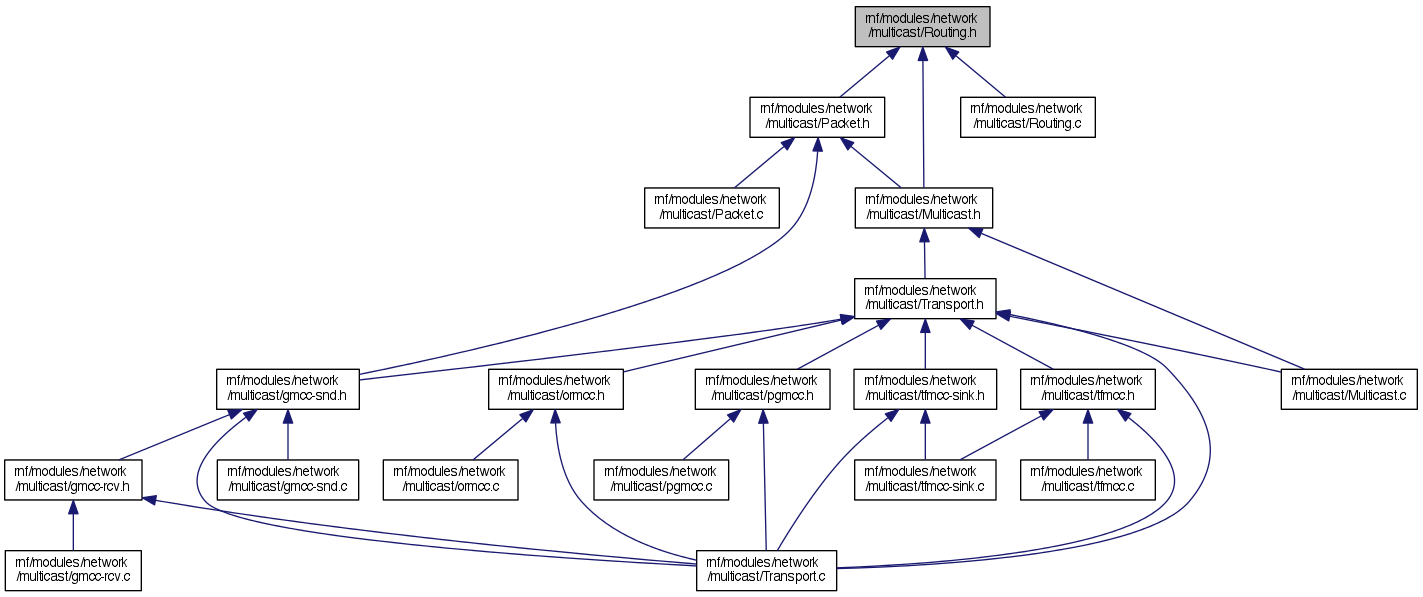 rnf/modules/network
/multicast/Routing.h
rnf/modules/network
/multicast/Packet.h
rnf/modules/network
/multicast/Routing.c
rnf/modules/network
/multicast/Packet.c
rnf/modules/network
/multicast/Multicast.h
rnf/modules/network
/multicast/Transport.h
rnf/modules/network
/multicast/gmcc-snd.h
rnf/modules/network
/multicast/ormcc.h
rnf/modules/network
/multicast/pgmcc.h
rnf/modules/network
/multicast/tfmcc-sink.h
rnf/modules/network
/multicast/tfmcc.h
rnf/modules/network
/multicast/Multicast.c
rnf/modules/network
/multicast/gmcc-rcv.h
rnf/modules/network
/multicast/gmcc-snd.c
rnf/modules/network
/multicast/ormcc.c
rnf/modules/network
/multicast/pgmcc.c
rnf/modules/network
/multicast/tfmcc-sink.c
rnf/modules/network
/multicast/tfmcc.c
rnf/modules/network
/multicast/gmcc-rcv.c
rnf/modules/network
/multicast/Transport.c